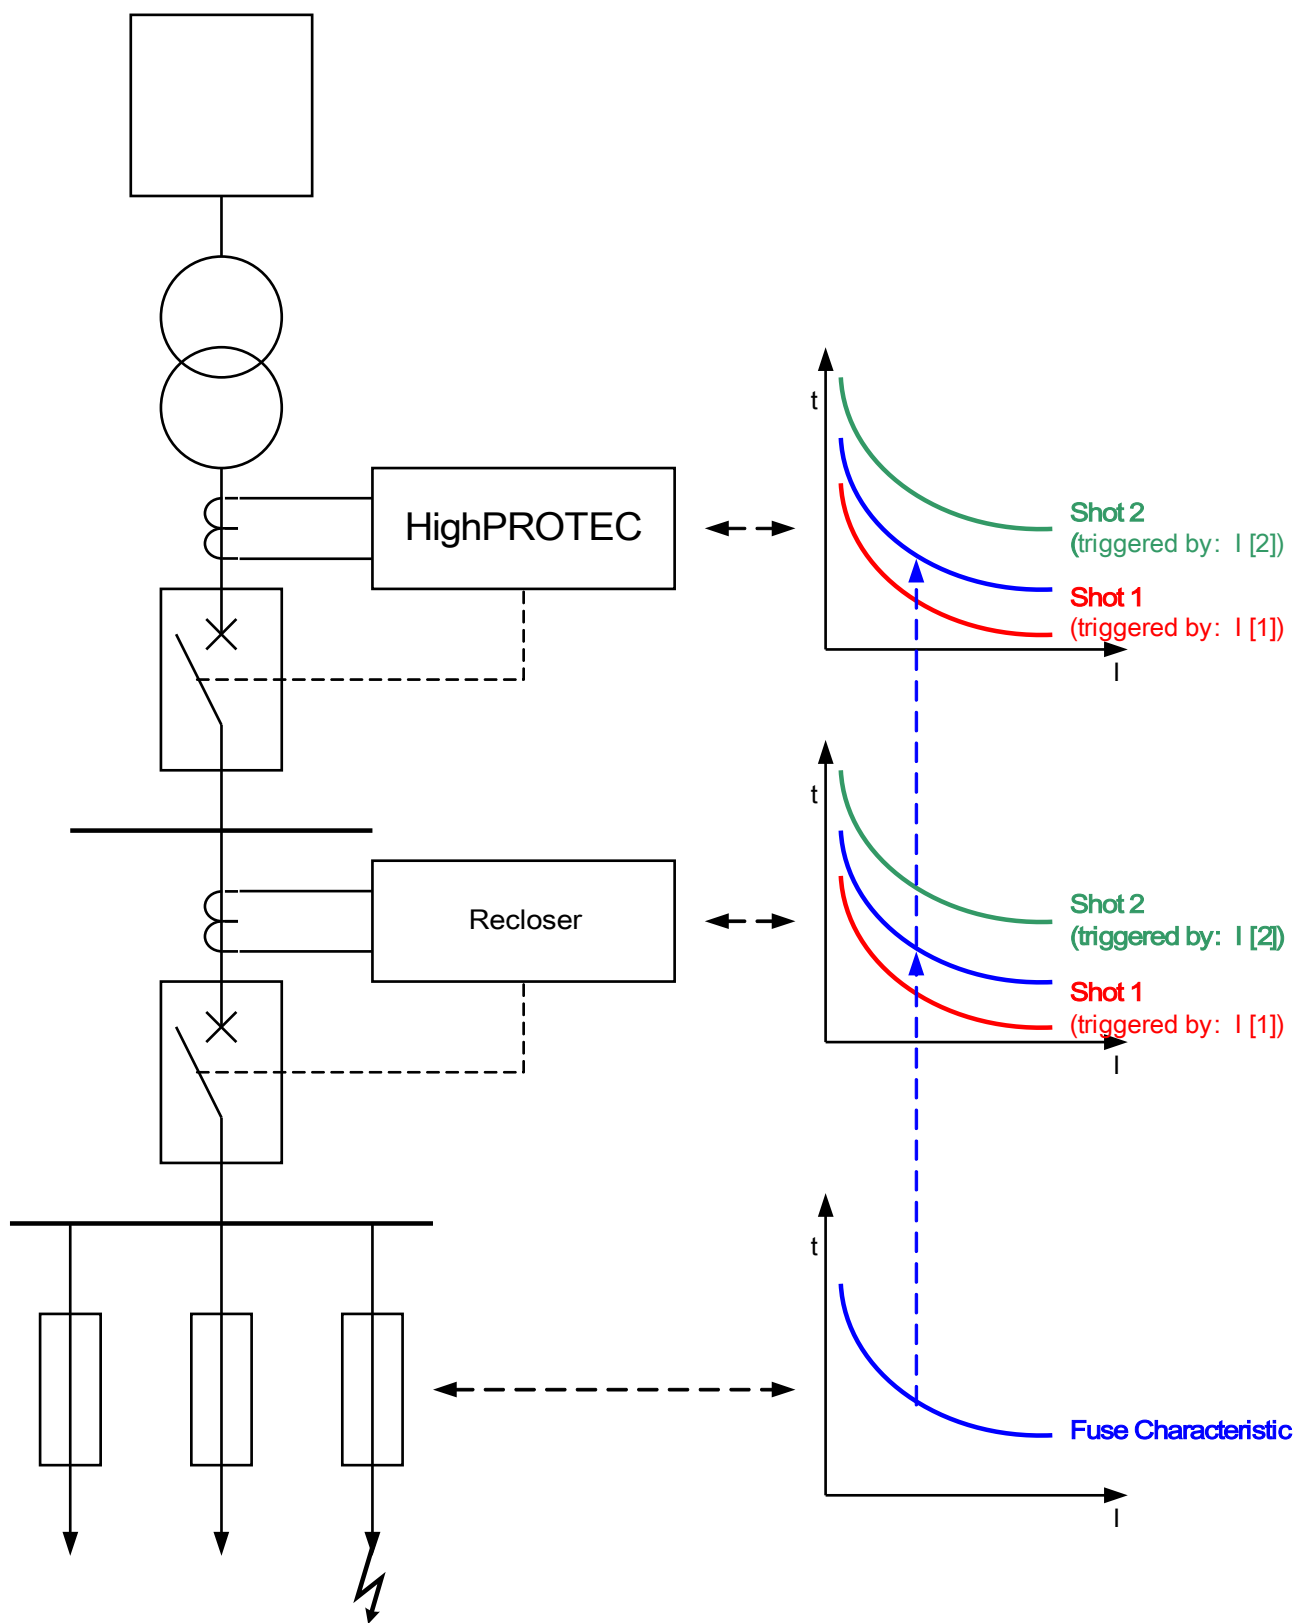 t
HighPROTEC
Shot 2
(triggered by: I [2])
Shot 1
(triggered by: I [1])
I
t
Recloser
Shot 2
(triggered by: I [2])
Shot 1
(triggered by: I [1])
I
t
Fuse Characteristic
I